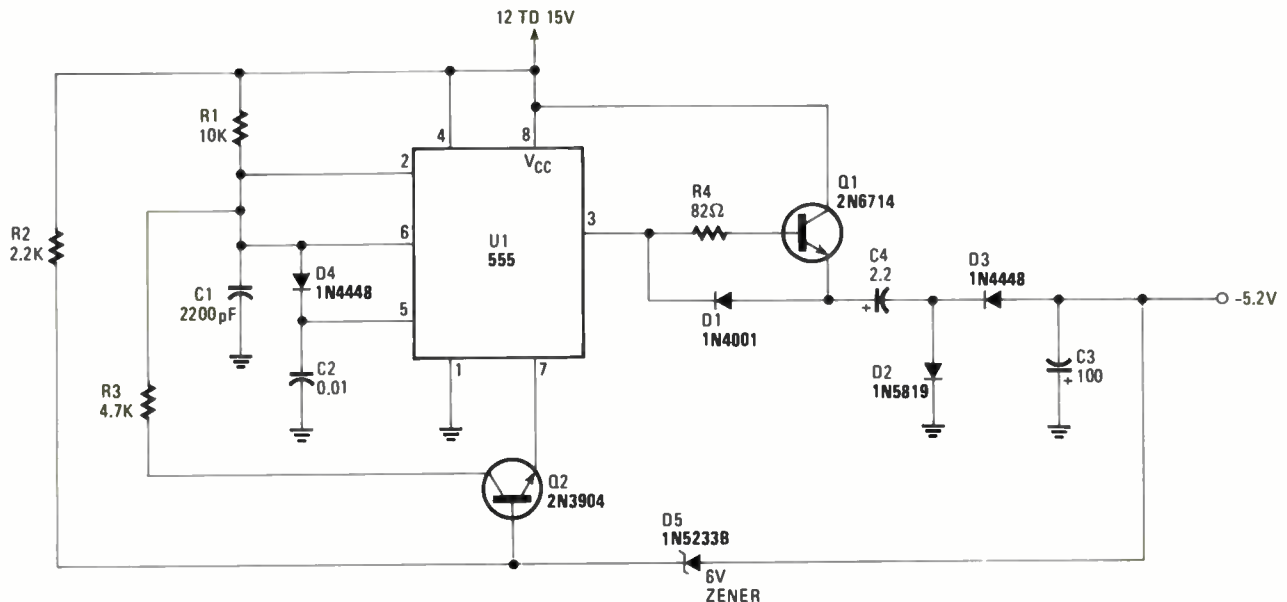 12 TO 15V
R1
10K
4
8
VCC
2
Q1
2N6714
R4
82Ω
3
R2
2.2K
6
U1
555
D4
1N4448
C4
2.2
+
D3
1N4448
-5.2V
C1
2200pF
5
D1
1N4001
C2
0.01
1
7
D2
1N5819
C3
+ 100
R3
4.7K
Q2
2N3904
D5
1N5233B
6V
ZENER